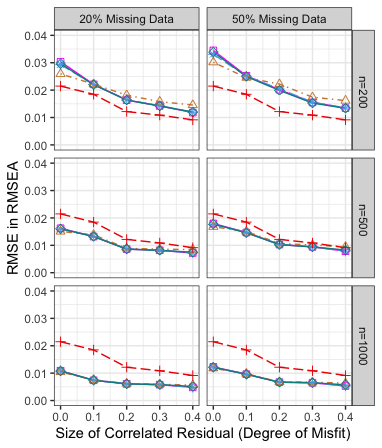 20% Missing Data 50% Missing Data
0.04
0.03
0.02
0.01
0.00
n=200
0.04
0.03
0.02
0.01
0.00
n=500
0.04
0.03
0.02
0.01
0.00
n=1000
RMSE in RMSEA
0.0 0.1 0.2 0.3 0.4 0.0 0.1 0.2 0.3 0.4
Size of Correlated Residual (Degree of Misfit)